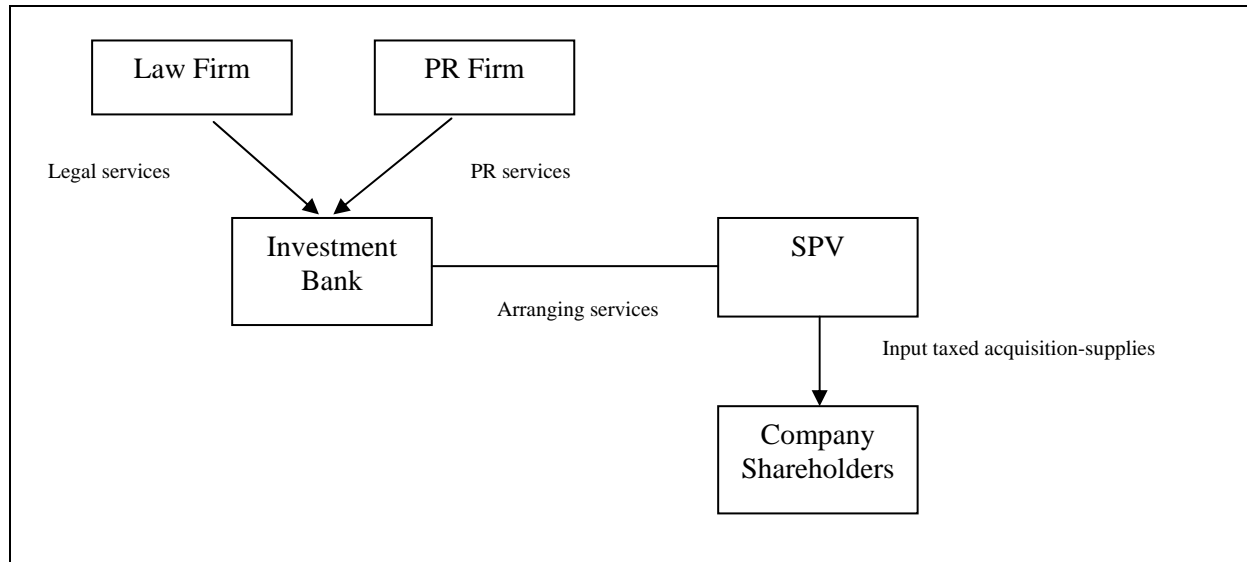 Law Firm
PR Firm
Legal services
PR services
Investment
Bank
SPV
Arranging services
Input taxed acquisition-supplies
Company
Shareholders